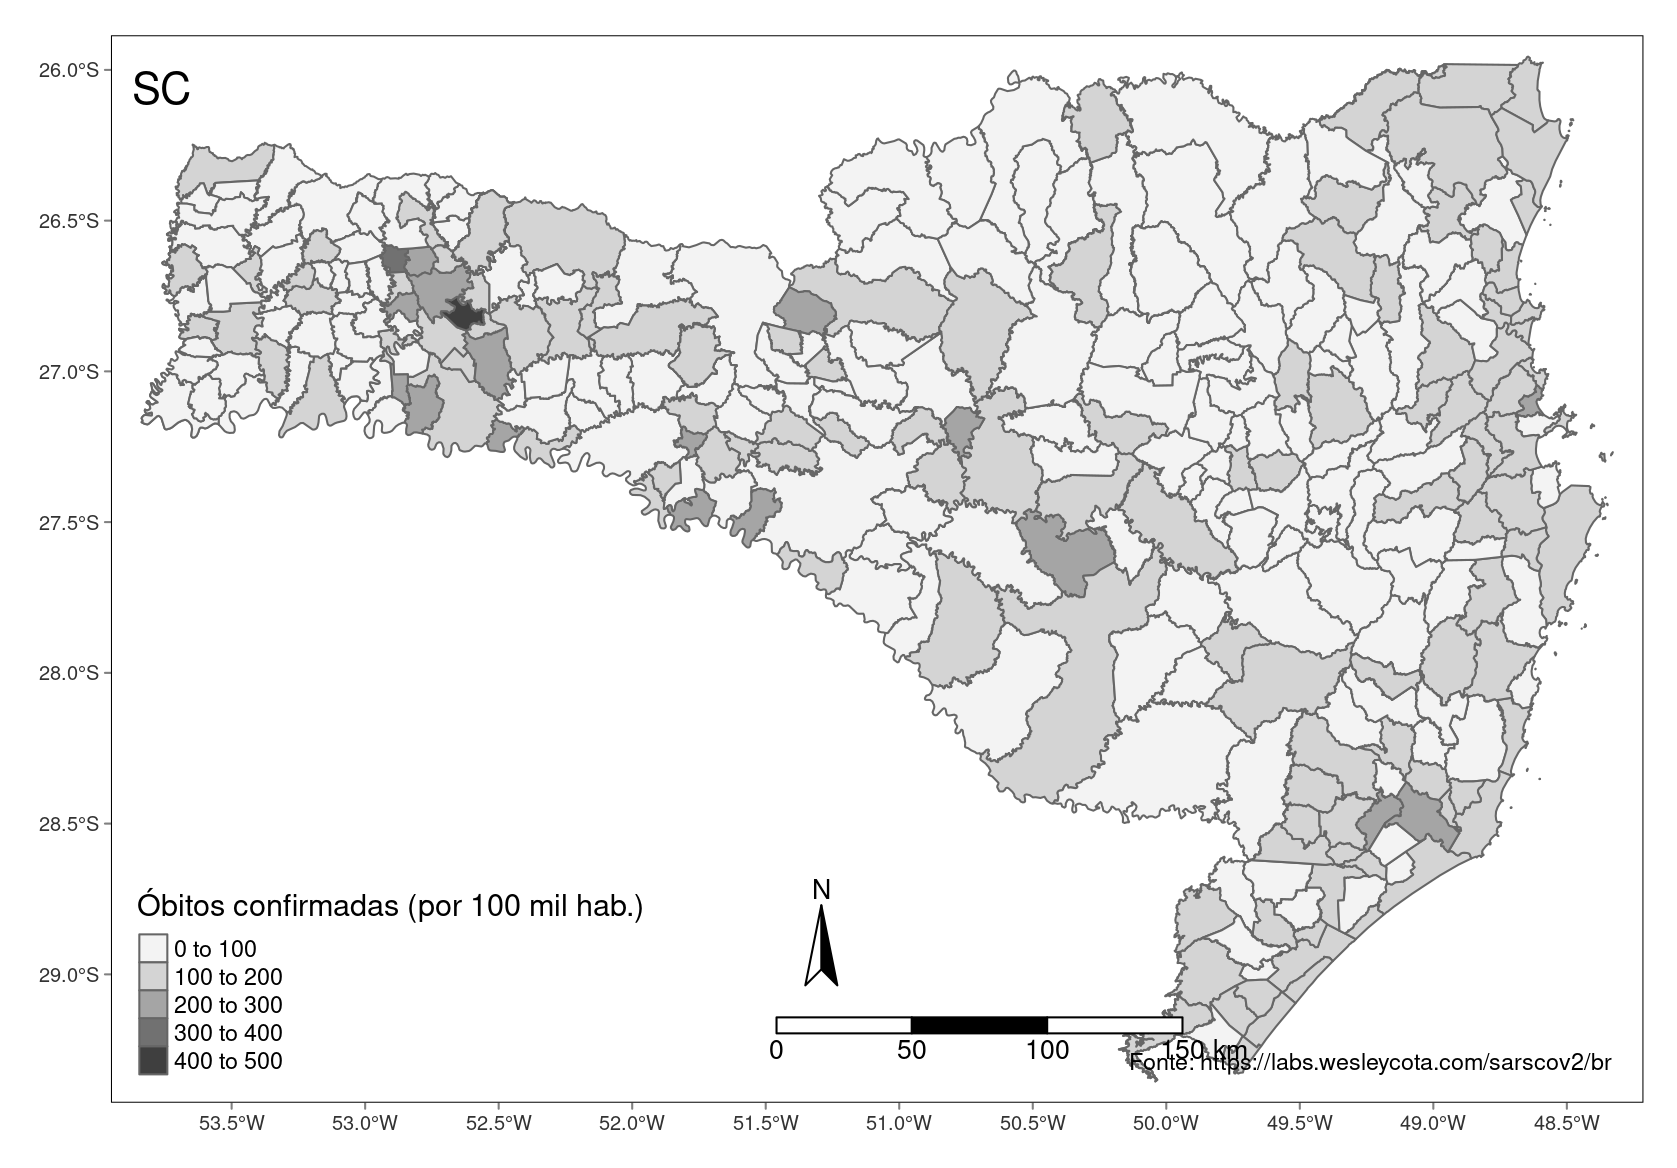 SC
26.0°S
26.5°S
27.0°S
27.5°S
28.0°S
28.5°S
29.0°S
Óbitos confirmadas (por 100 mil hab.)
0 to 100
100 to 200
200 to 300
300 to 400
400 to 500
N
0 50 100 150 km
Fonte: https://labs.wesleycota.com/sarscov2/br
53.5°W 53.0°W 52.5°W 52.0°W 51.5°W 51.0°W 50.5°W 50.0°W 49.5°W 49.0°W 48.5°W